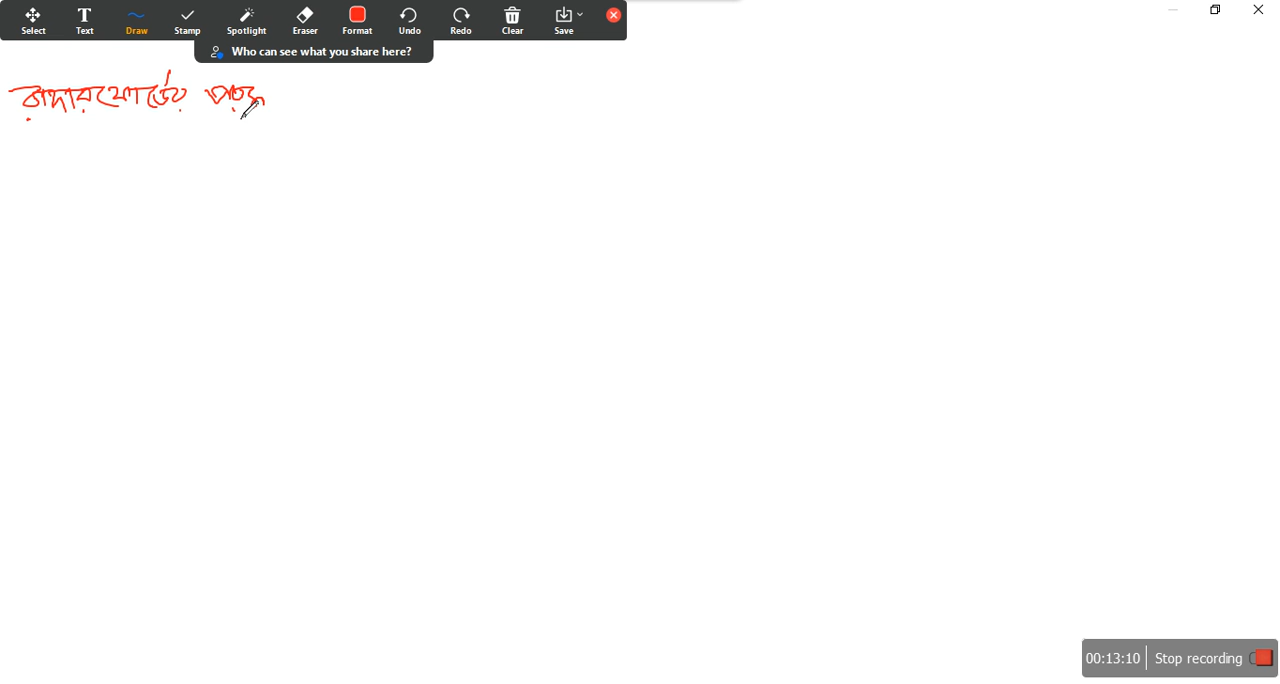 Select Text Draw Stamp Spotlight Eraser Format Undo Redo Clear Save
Who can see what you share here?
রাদারফোর্ডের
00:13:10 Stop recording